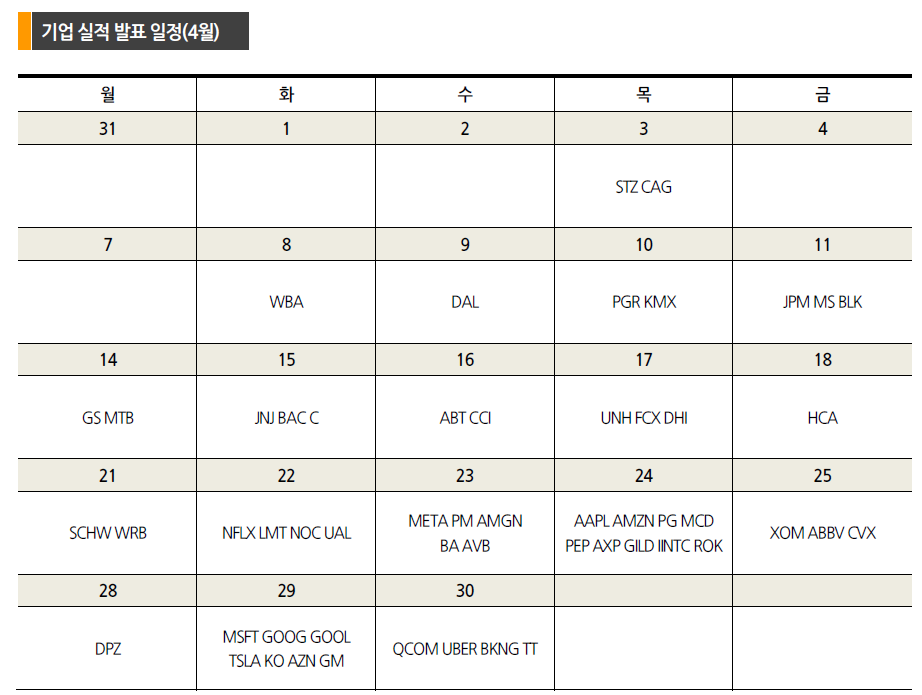 기업 실적 발표 일정(4월)
월 화 수 목 금
31 1 2 3 4
STZ CAG
7 8 9 10 11
WBA DAL PGR KMX JPM MS BLK
14 15 16 17 18
GS MTB JNJ BAC C ABT CCI UNH FCX DHI HCA
21 22 23 24 25
SCHW WRB NFLX LMT NOC UAL META PM AMGN AAPL AMZN PG MCD XOM ABBV CVX
BA AVB PEP AXP GILD IINTC ROK
28 29 30
DPZ MSFT GOOG GOOL QCOM UBER BKNG TT
TSLA KO AZN GM